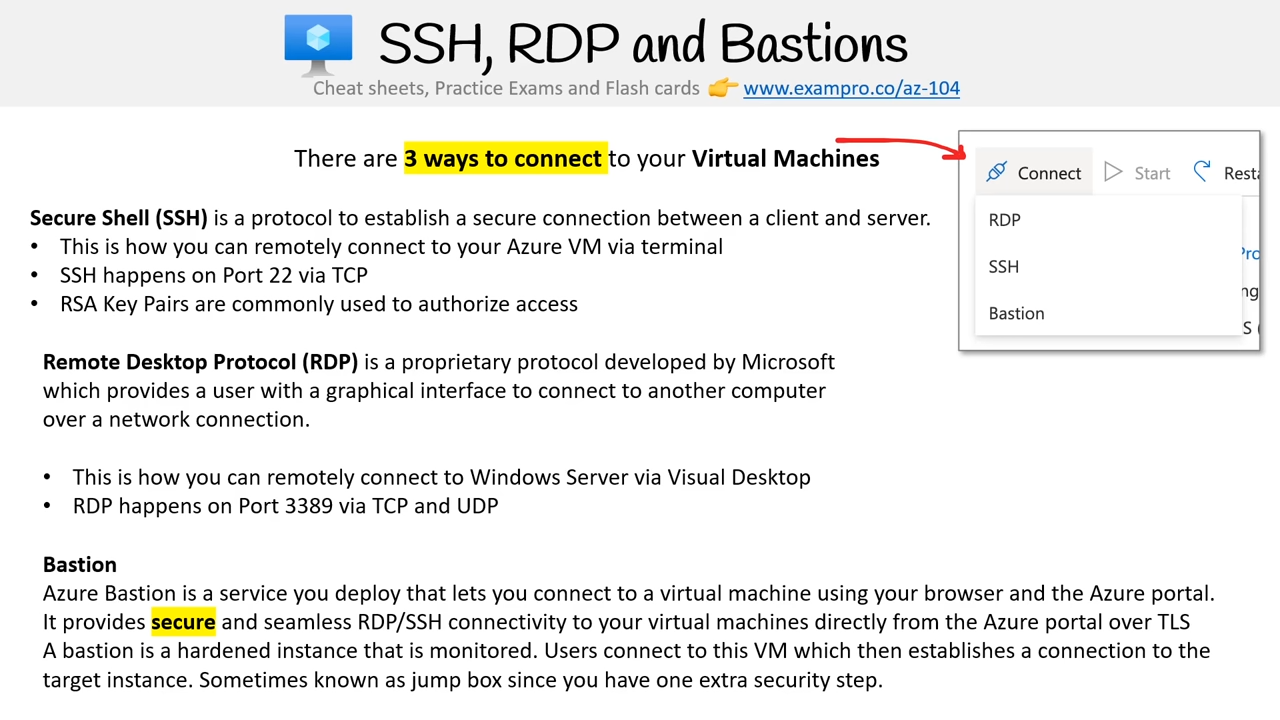 SSH, RDP and Bastions
Cheat sheets, Practice Exams and Flash cards 👉 www.exampro.co/az-104
There are 3 ways to connect to your Virtual Machines
Connect Start Resta
RDP
SSH
Bastion
Pro
ng
S (
Secure Shell (SSH) is a protocol to establish a secure connection between a client and server.
• This is how you can remotely connect to your Azure VM via terminal
• SSH happens on Port 22 via TCP
• RSA Key Pairs are commonly used to authorize access
Remote Desktop Protocol (RDP) is a proprietary protocol developed by Microsoft
which provides a user with a graphical interface to connect to another computer
over a network connection.
• This is how you can remotely connect to Windows Server via Visual Desktop
• RDP happens on Port 3389 via TCP and UDP
Bastion
Azure Bastion is a service you deploy that lets you connect to a virtual machine using your browser and the Azure portal.
It provides secure and seamless RDP/SSH connectivity to your virtual machines directly from the Azure portal over TLS
A bastion is a hardened instance that is monitored. Users connect to this VM which then establishes a connection to the
target instance. Sometimes known as jump box since you have one extra security step.